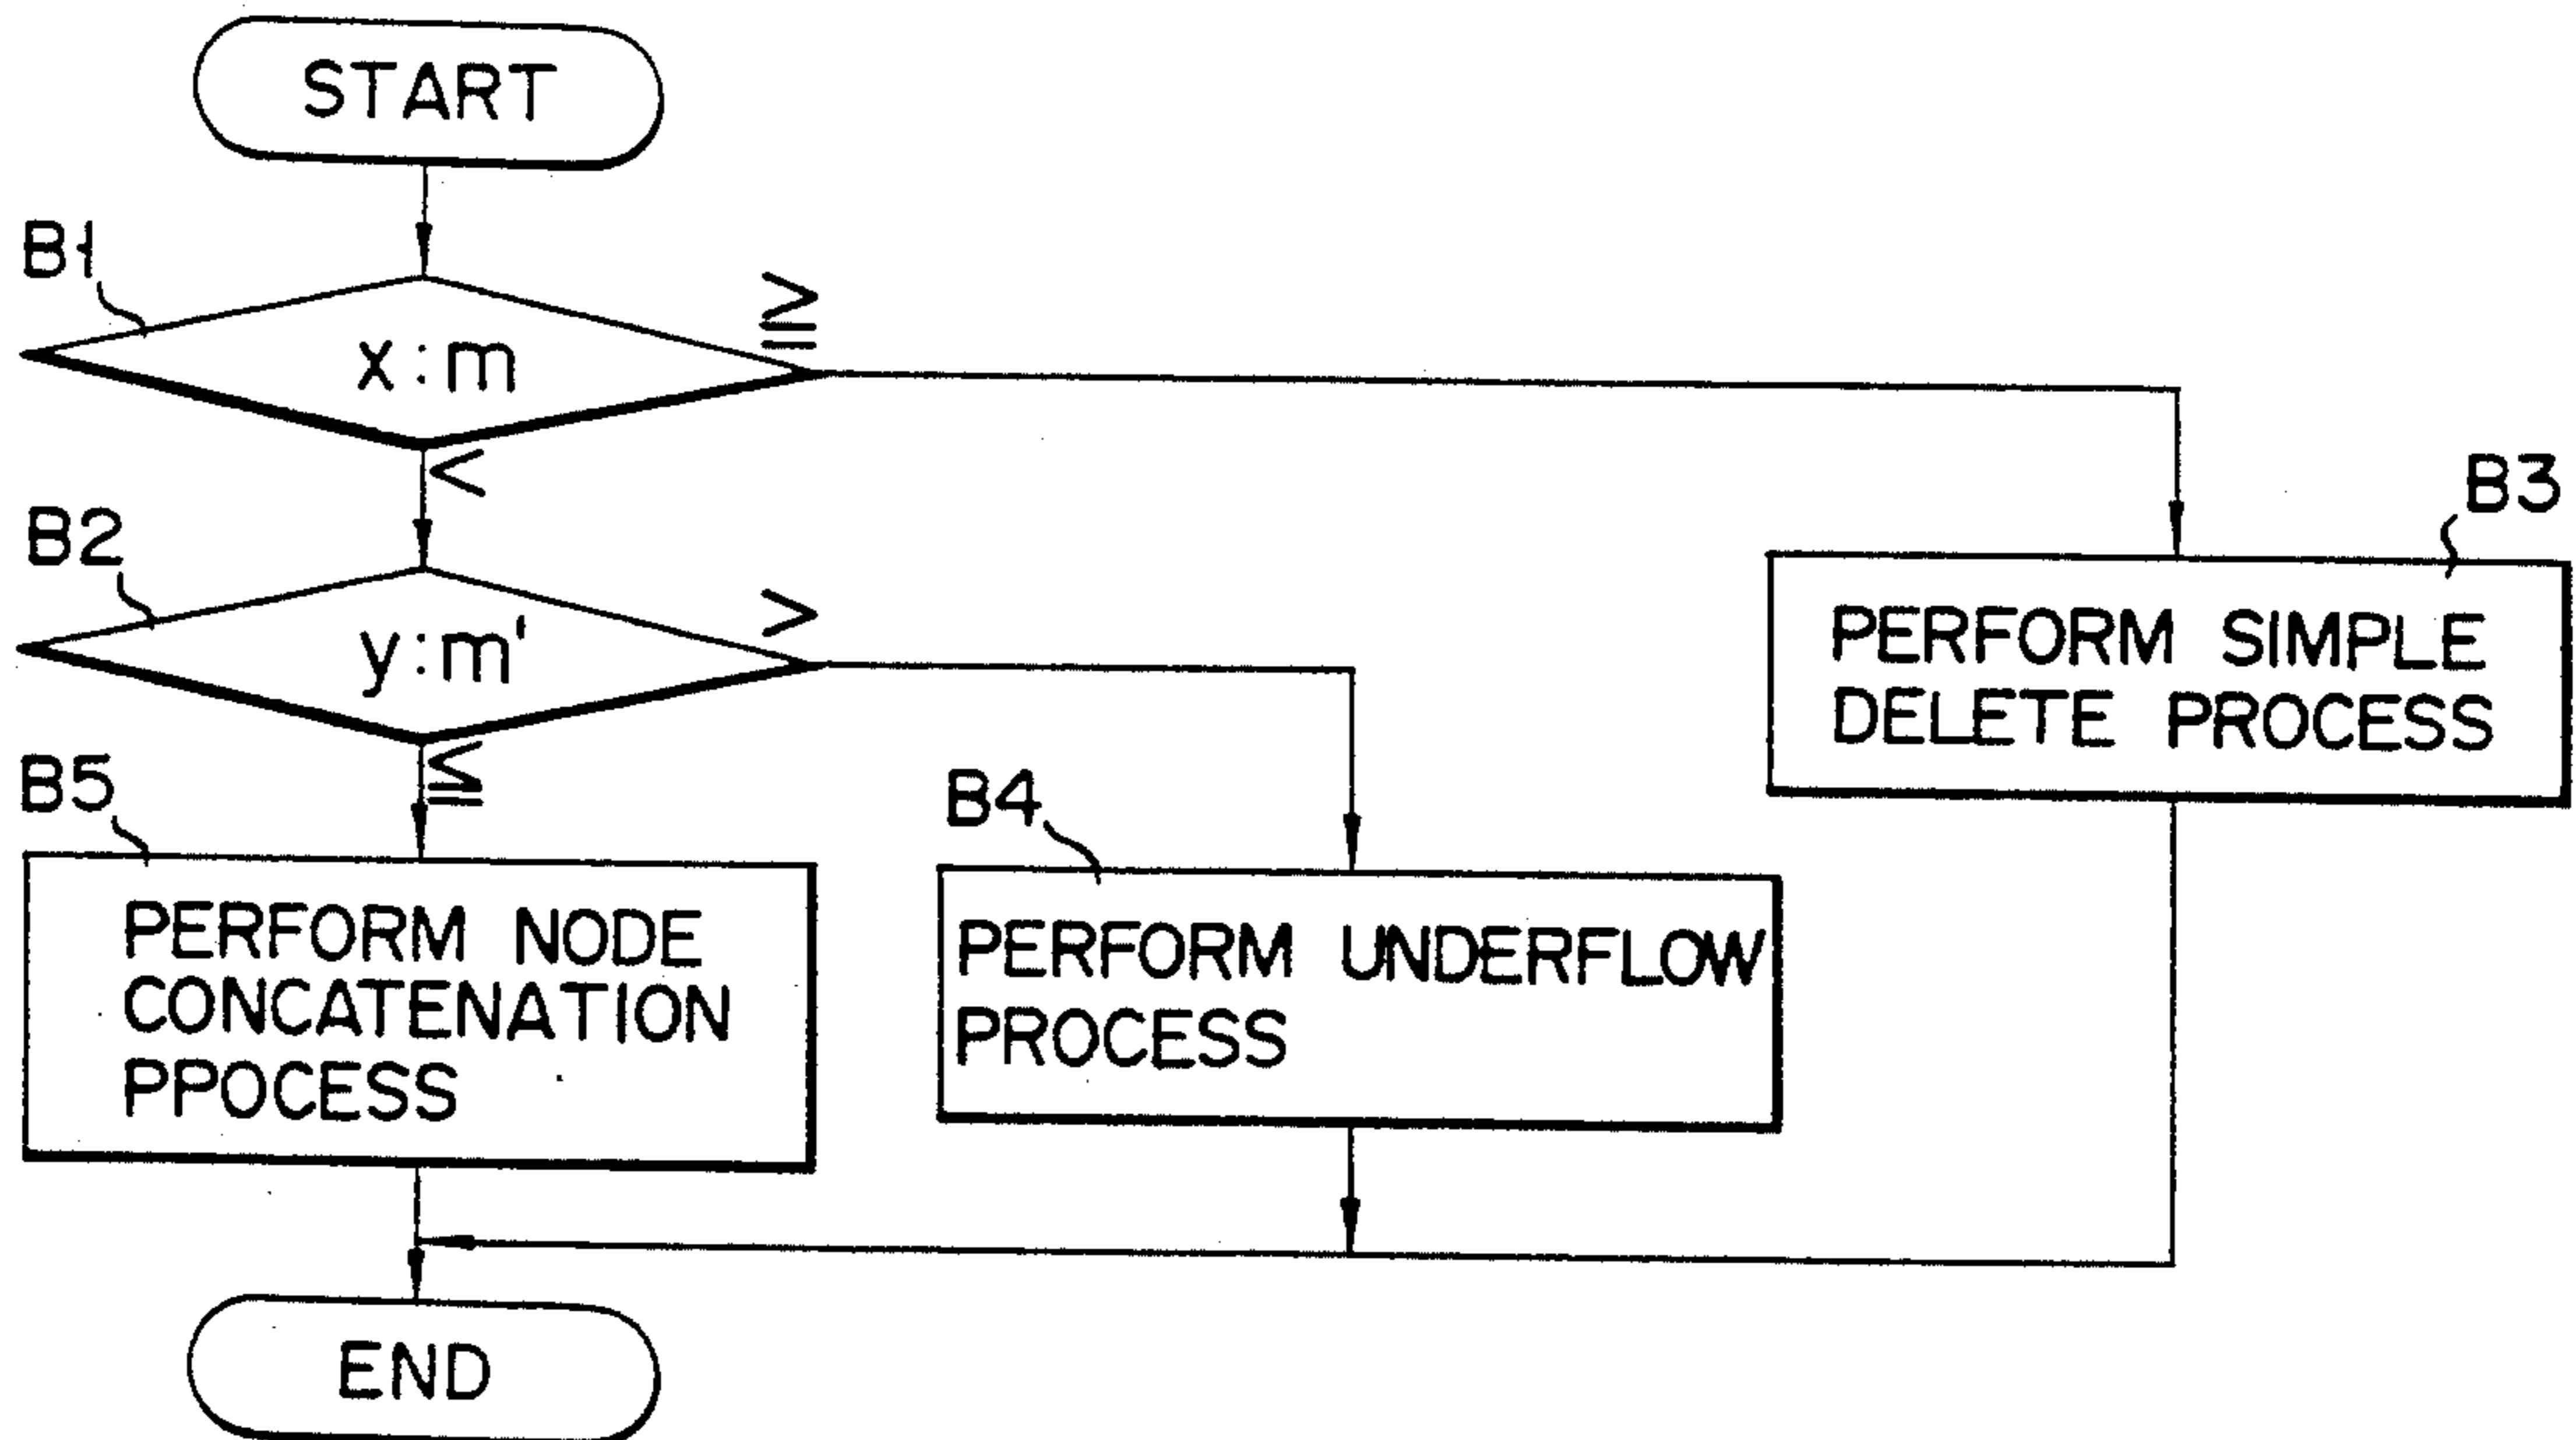 START
B1
x:m
≧
<
B2
y:m'
>
≦
B3
PERFORM SIMPLE
DELETE PROCESS
B4
PERFORM UNDERFLOW
PROCESS
B5
PERFORM NODE
CONCATENATION
PPOCESS
END